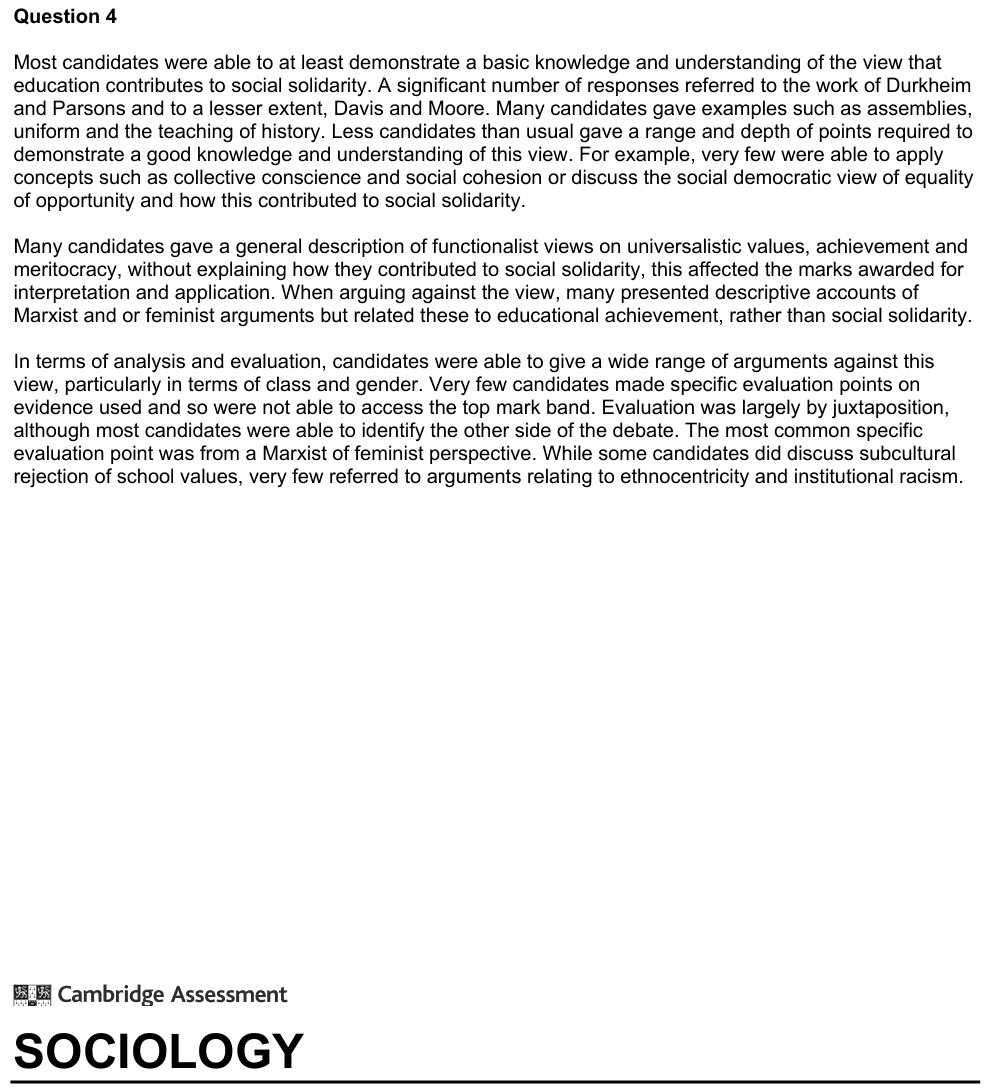 Question 4
Most candidates were able to at least demonstrate a basic knowledge and understanding of the view that
education contributes to social solidarity. A significant number of responses referred to the work of Durkheim
and Parsons and to a lesser extent, Davis and Moore. Many candidates gave examples such as assemblies,
uniform and the teaching of history. Less candidates than usual gave a range and depth of points required to
demonstrate a good knowledge and understanding of this view. For example, very few were able to apply
concepts such as collective conscience and social cohesion or discuss the social democratic view of equality
of opportunity and how this contributed to social solidarity.
Many candidates gave a general description of functionalist views on universalistic values, achievement and
meritocracy, without explaining how they contributed to social solidarity, this affected the marks awarded for
interpretation and application. When arguing against the view, many presented descriptive accounts of
Marxist and or feminist arguments but related these to educational achievement, rather than social solidarity.
In terms of analysis and evaluation, candidates were able to give a wide range of arguments against this
view, particularly in terms of class and gender. Very few candidates made specific evaluation points on
evidence used and so were not able to access the top mark band. Evaluation was largely by juxtaposition,
although most candidates were able to identify the other side of the debate. The most common specific
evaluation point was from a Marxist of feminist perspective. While some candidates did discuss subcultural
rejection of school values, very few referred to arguments relating to ethnocentricity and institutional racism.
Cambridge Assessment
SOCIOLOGY